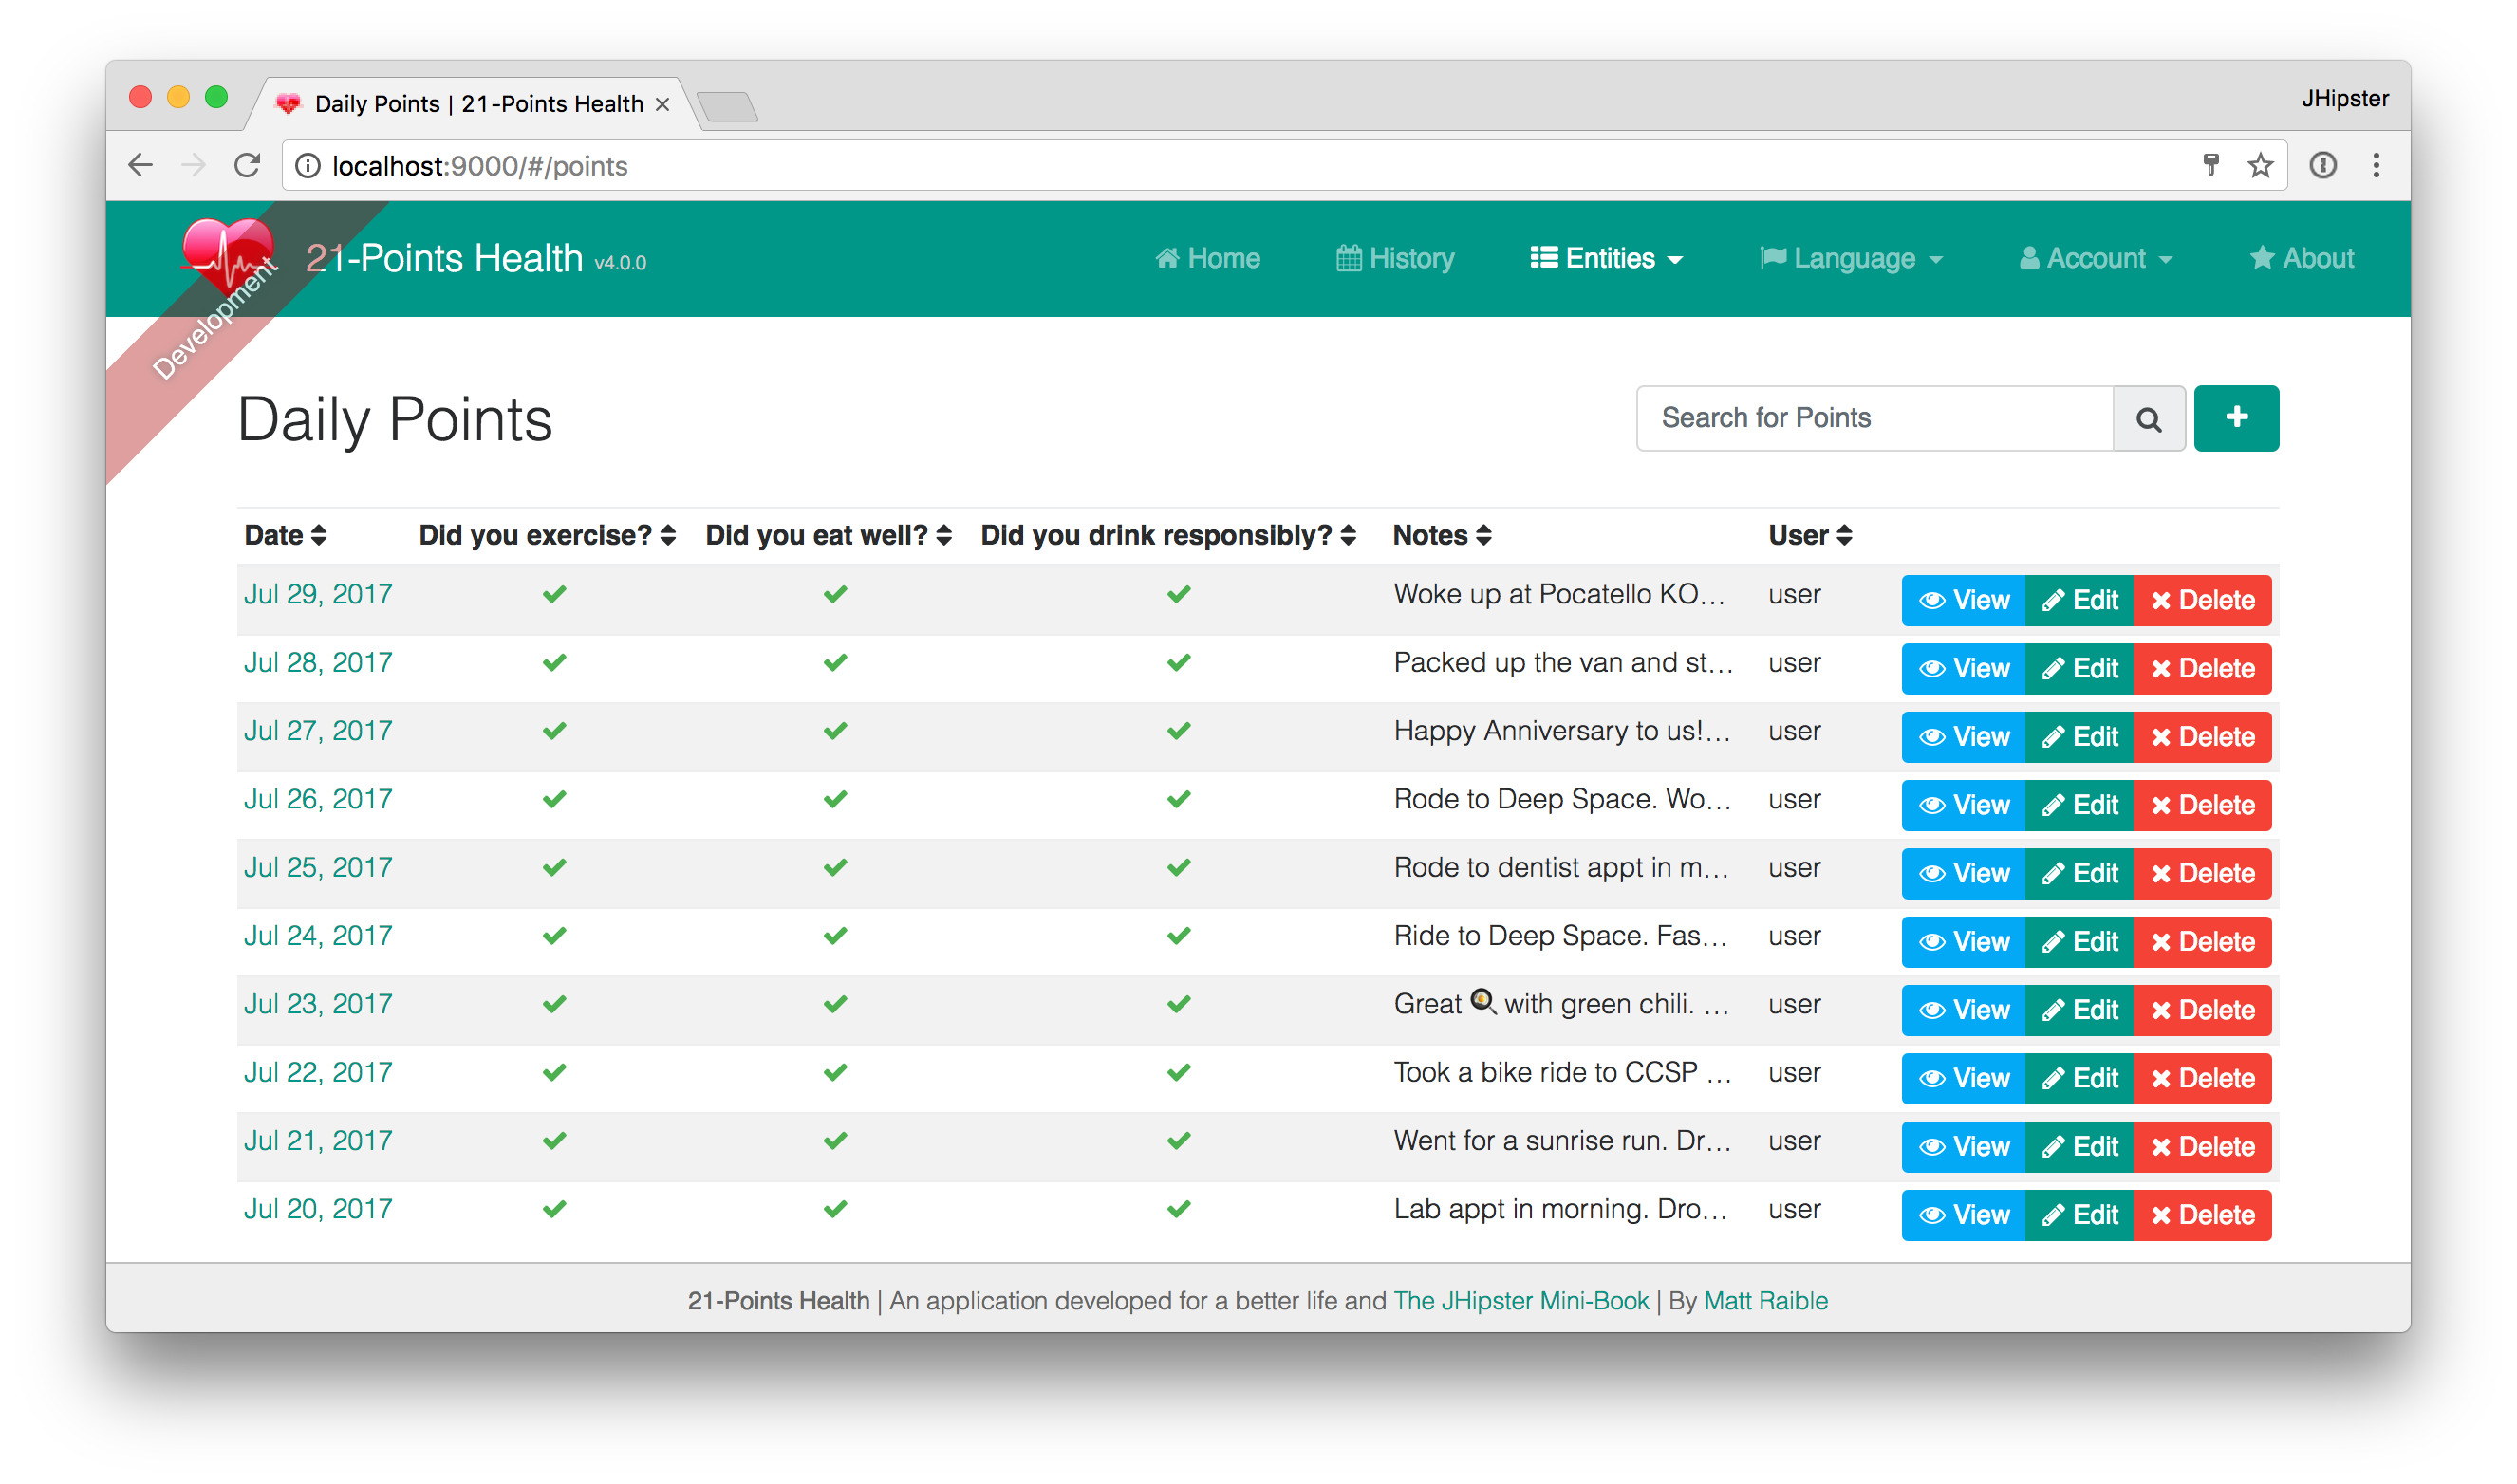 Daily Points | 21-Points Health
JHipster
localhost:9000/#/points
Development
21-Points Health v4.0.0
Home History Entities Language Account About
Daily Points
Search for Points
Date Did you exercise? Did you eat well? Did you drink responsibly? Notes User
Jul 29, 2017 Woke up at Pocatello KO... user View Edit Delete
Jul 28, 2017 Packed up the van and st... user View Edit Delete
Jul 27, 2017 Happy Anniversary to us!... user View Edit Delete
Jul 26, 2017 Rode to Deep Space. Wo... user View Edit Delete
Jul 25, 2017 Rode to dentist appt in m... user View Edit Delete
Jul 24, 2017 Ride to Deep Space. Fas... user View Edit Delete
Jul 23, 2017 Great 🍳 with green chili. ... user View Edit Delete
Jul 22, 2017 Took a bike ride to CCSP ... user View Edit Delete
Jul 21, 2017 Went for a sunrise run. Dr... user View Edit Delete
Jul 20, 2017 Lab appt in morning. Dro... user View Edit Delete
21-Points Health | An application developed for a better life and The JHipster Mini-Book | By Matt Raible